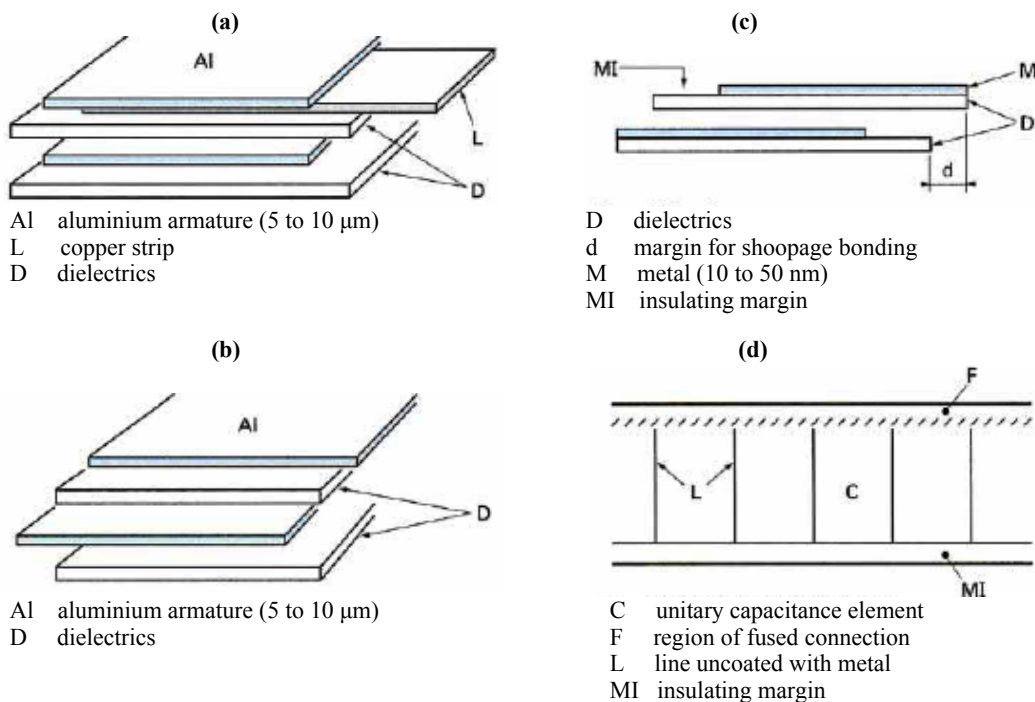 (a)
Al
L
D
Al aluminium armature (5 to 10 μm)
L copper strip
D dielectrics
(c)
MI
M
D
d
D dielectrics
d margin for shoopage bonding
M metal (10 to 50 nm)
MI insulating margin
(b)
Al
D
Al aluminium armature (5 to 10 μm)
D dielectrics
(d)
F
L
C
MI
C unitary capacitance element
F region of fused connection
L line uncoated with metal
MI insulating margin